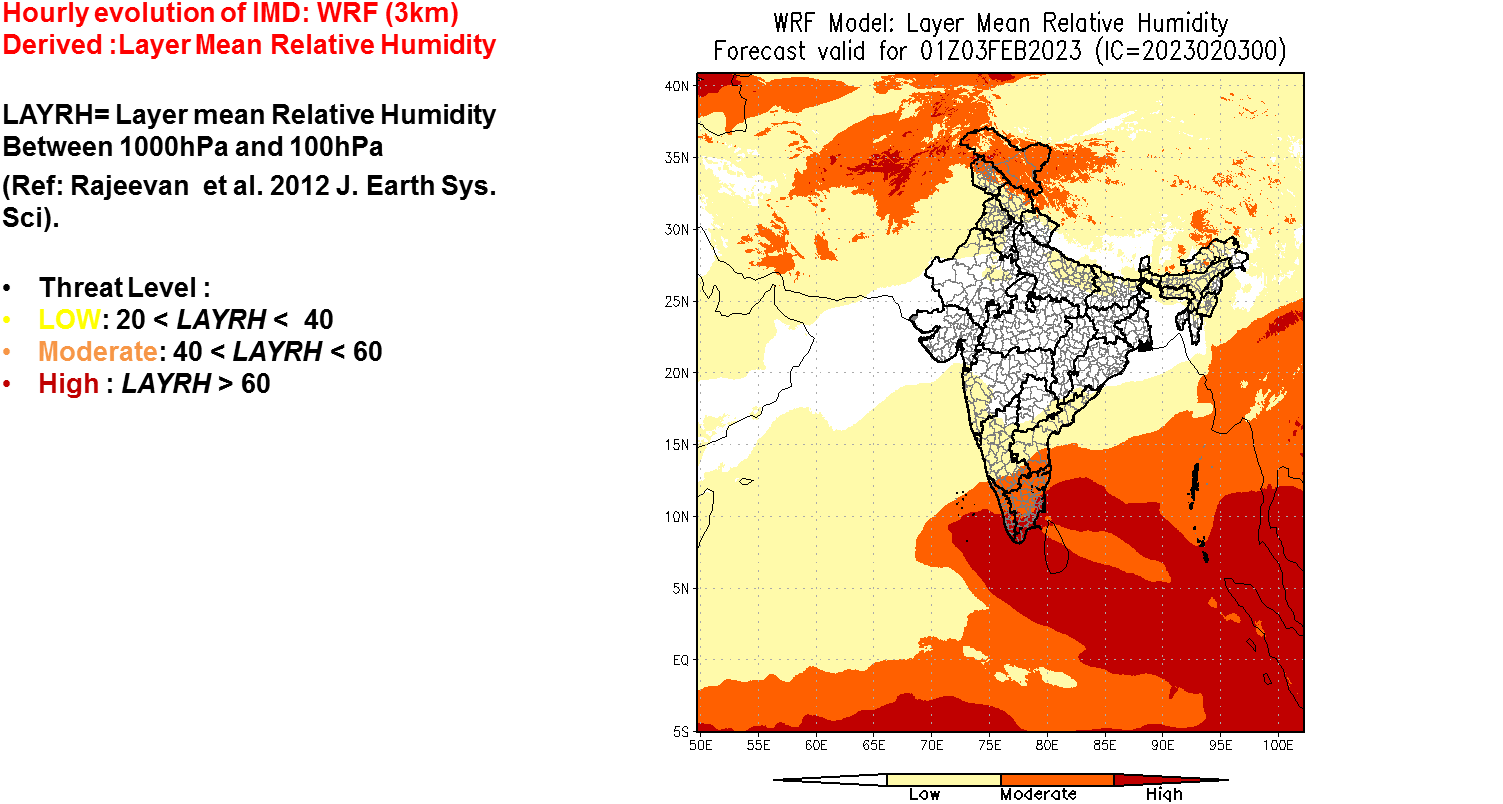 Hourly evolution of IMD: WRF (3km)
Derived :Layer Mean Relative Humidity
LAYRH= Layer mean Relative Humidity
Between 1000hPa and 100hPa
(Ref: Rajeevan et al. 2012 J. Earth Sys.
Sci).
• Threat Level :
• LOW: 20 < LAYRH < 40
• Moderate: 40 < LAYRH < 60
• High : LAYRH > 60
WRF Model: Layer Mean Relative Humidity
Forecast valid for 01Z03FEB2023 (IC=2023020300)
40N
35N
30N
25N
20N
15N
10N
5N
EQ
5S
50E 55E 60E 65E 70E 75E 80E 85E 90E 95E 100E
Low Moderate High